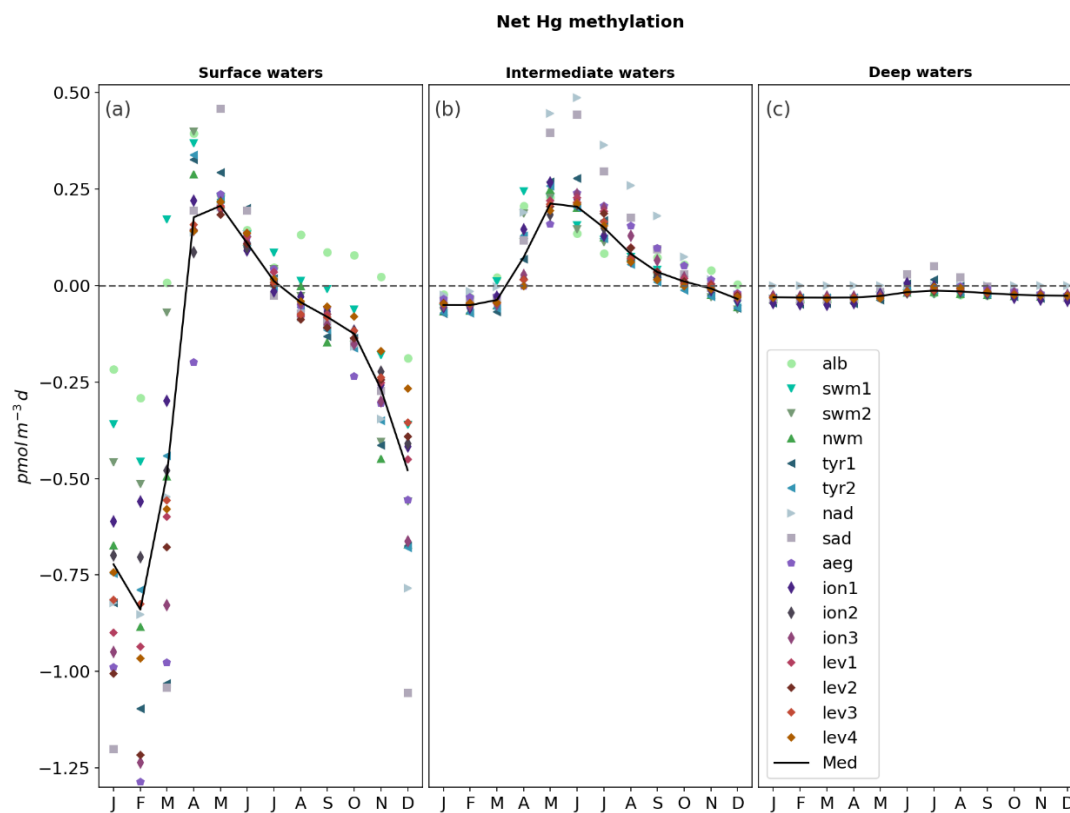 Net Hg methylation
Surface waters
Intermediate waters
Deep waters
(a)
(b)
(c)
0.50
0.25
0.00
−0.25
−0.50
−0.75
−1.00
−1.25
pmol m⁻³ d
alb
swm1
swm2
nwm
tyr1
tyr2
nad
sad
aeg
ion1
ion2
ion3
lev1
lev2
lev3
lev4
Med
J F M A M J J A S O N D
J F M A M J J A S O N D
J F M A M J J A S O N D